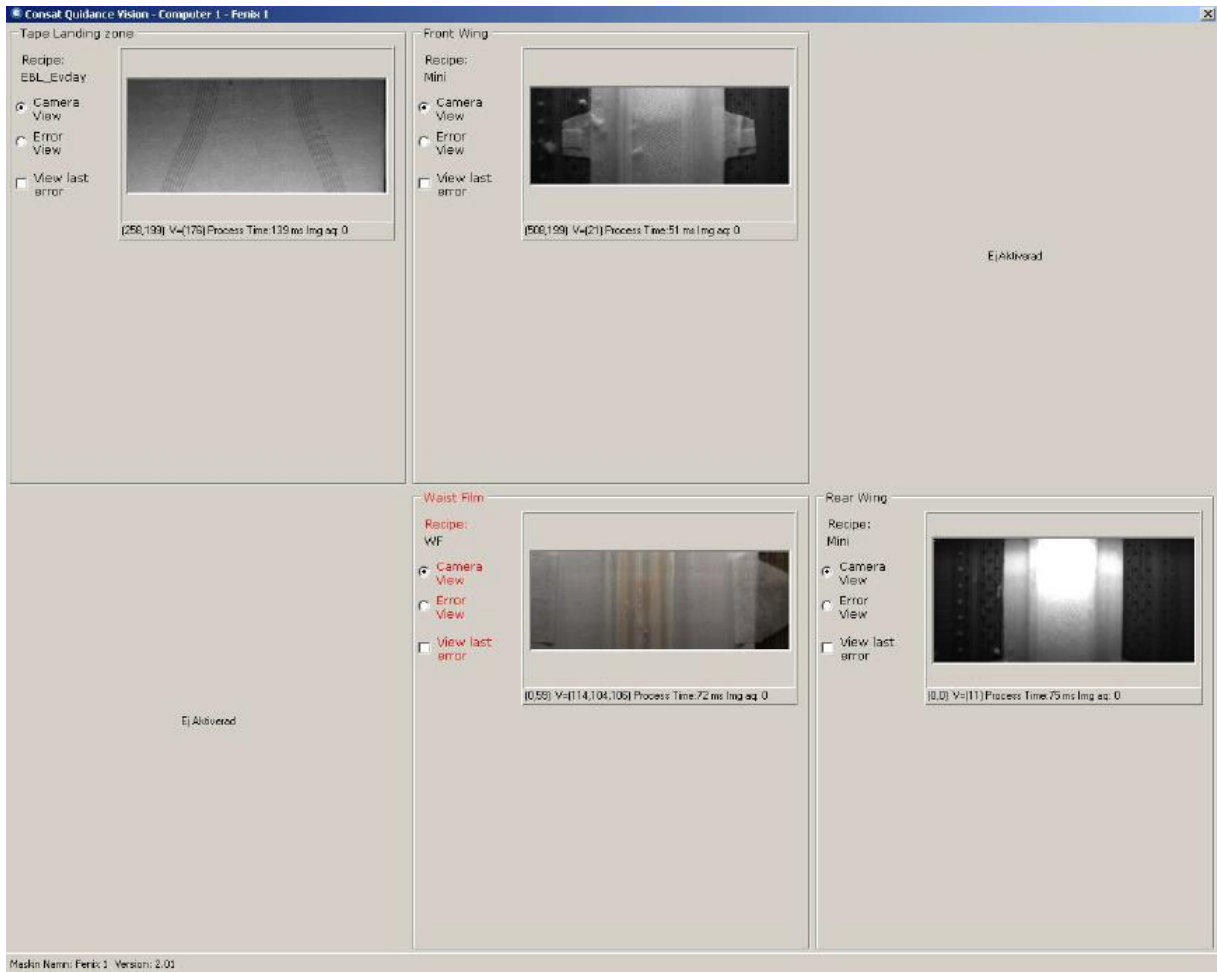 Consat Quidance Vision - Computer 1 - Fenix 1
Tape Landing zone
Recipe:
EBL_Evday
Camera
View
Error
View
View last
error
(258,199) V=(176) Process Time:139 ms Img aq: 0
Front Wing
Recipe:
Mini
Camera
View
Error
View
View last
error
(508,199) V=(21) Process Time:51 ms Img aq: 0
Ej Aktiverad
Ej Aktiverad
Waist Film
Recipe:
WF
Camera
View
Error
View
View last
error
(0,59) V=(114,104,106) Process Time:72 ms Img aq: 0
Rear Wing
Recipe:
Mini
Camera
View
Error
View
View last
error
(0,0) V=(11) Process Time:75 ms Img aq: 0
Maskin Namn: Fenix 1 Version: 2.01